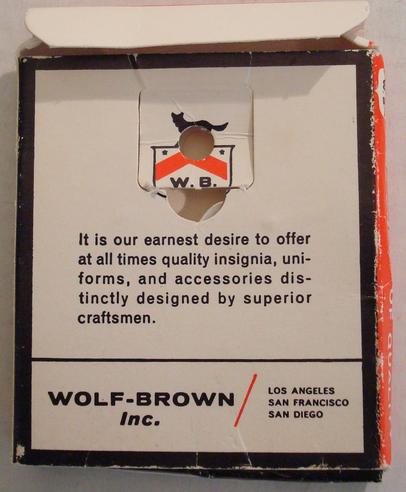 W. B.
It is our earnest desire to offer
at all times quality insignia, uni-
forms, and accessories dis-
tinctly designed by superior
craftsmen.
WOLF-BROWN
Inc.
LOS ANGELES
SAN FRANCISCO
SAN DIEGO